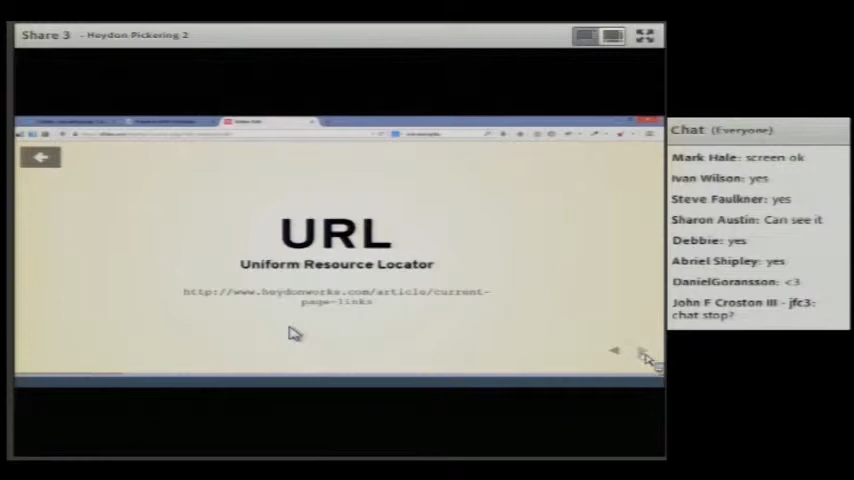 Share 3 - Heydon Pickering 2
URL
Uniform Resource Locator
http://www.heydonworks.com/article/current-
page-links
Chat (Everyone)
Mark Hale: screen ok
Ivan Wilson: yes
Steve Faulkner: yes
Sharon Austin: Can see it
Debbie: yes
Abriel Shipley: yes
DanielGoransson: <3
John F Croston III - jfc3:
chat stop?